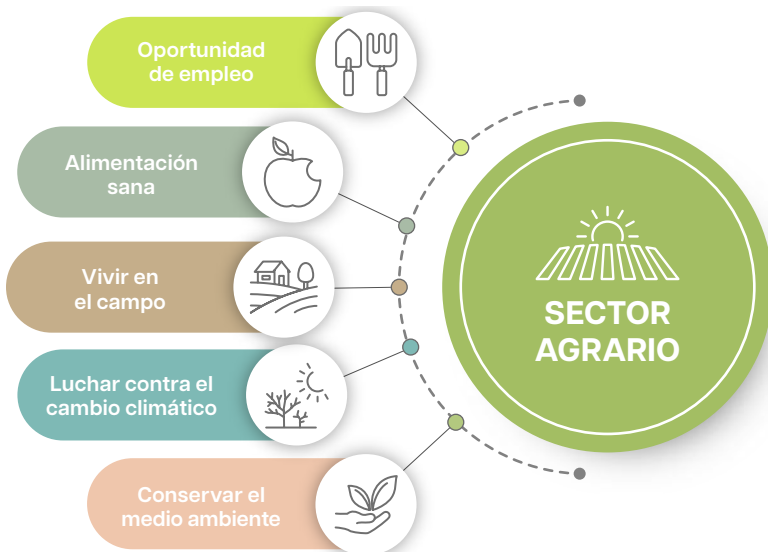 Oportunidad
de empleo
Alimentación
sana
Vivir en
el campo
Luchar contra el
cambio climático
Conservar el
medio ambiente
SECTOR
AGRARIO